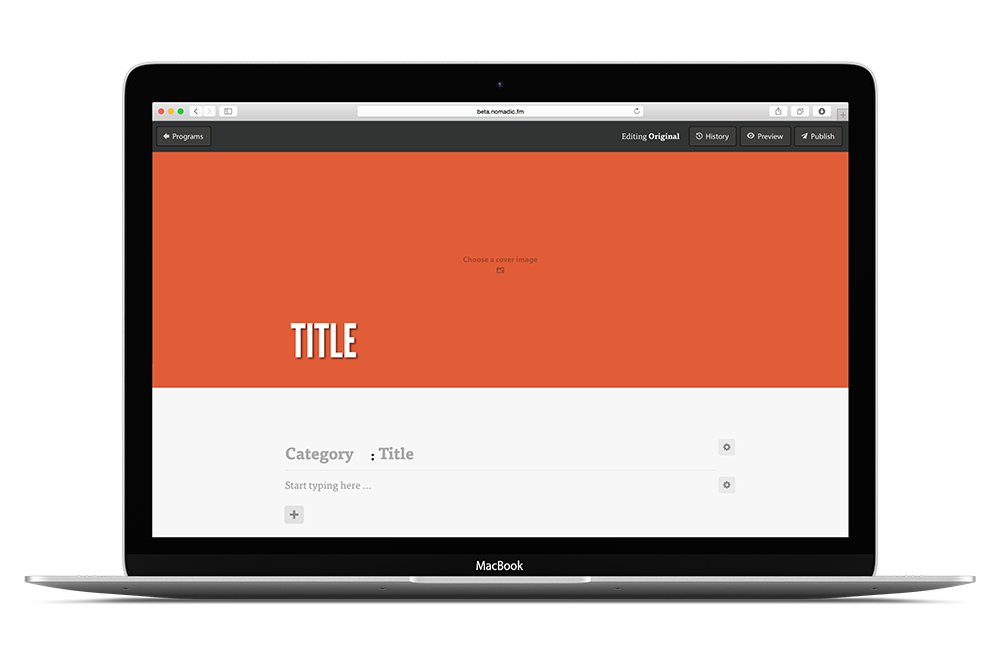 beta.nomadic.fm
Programs
Editing Original
History
Preview
Publish
Choose a cover image
TITLE
Category : Title
Start typing here ...
MacBook